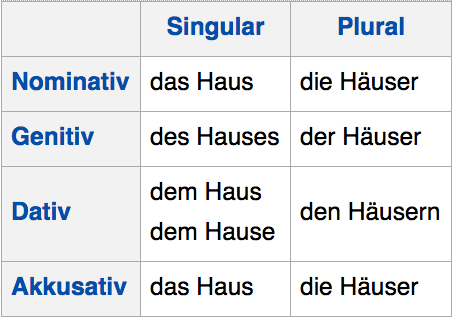 Singular Plural
Nominativ das Haus die Häuser
Genitiv des Hauses der Häuser
Dativ dem Haus den Häusern
dem Hause
Akkusativ das Haus die Häuser